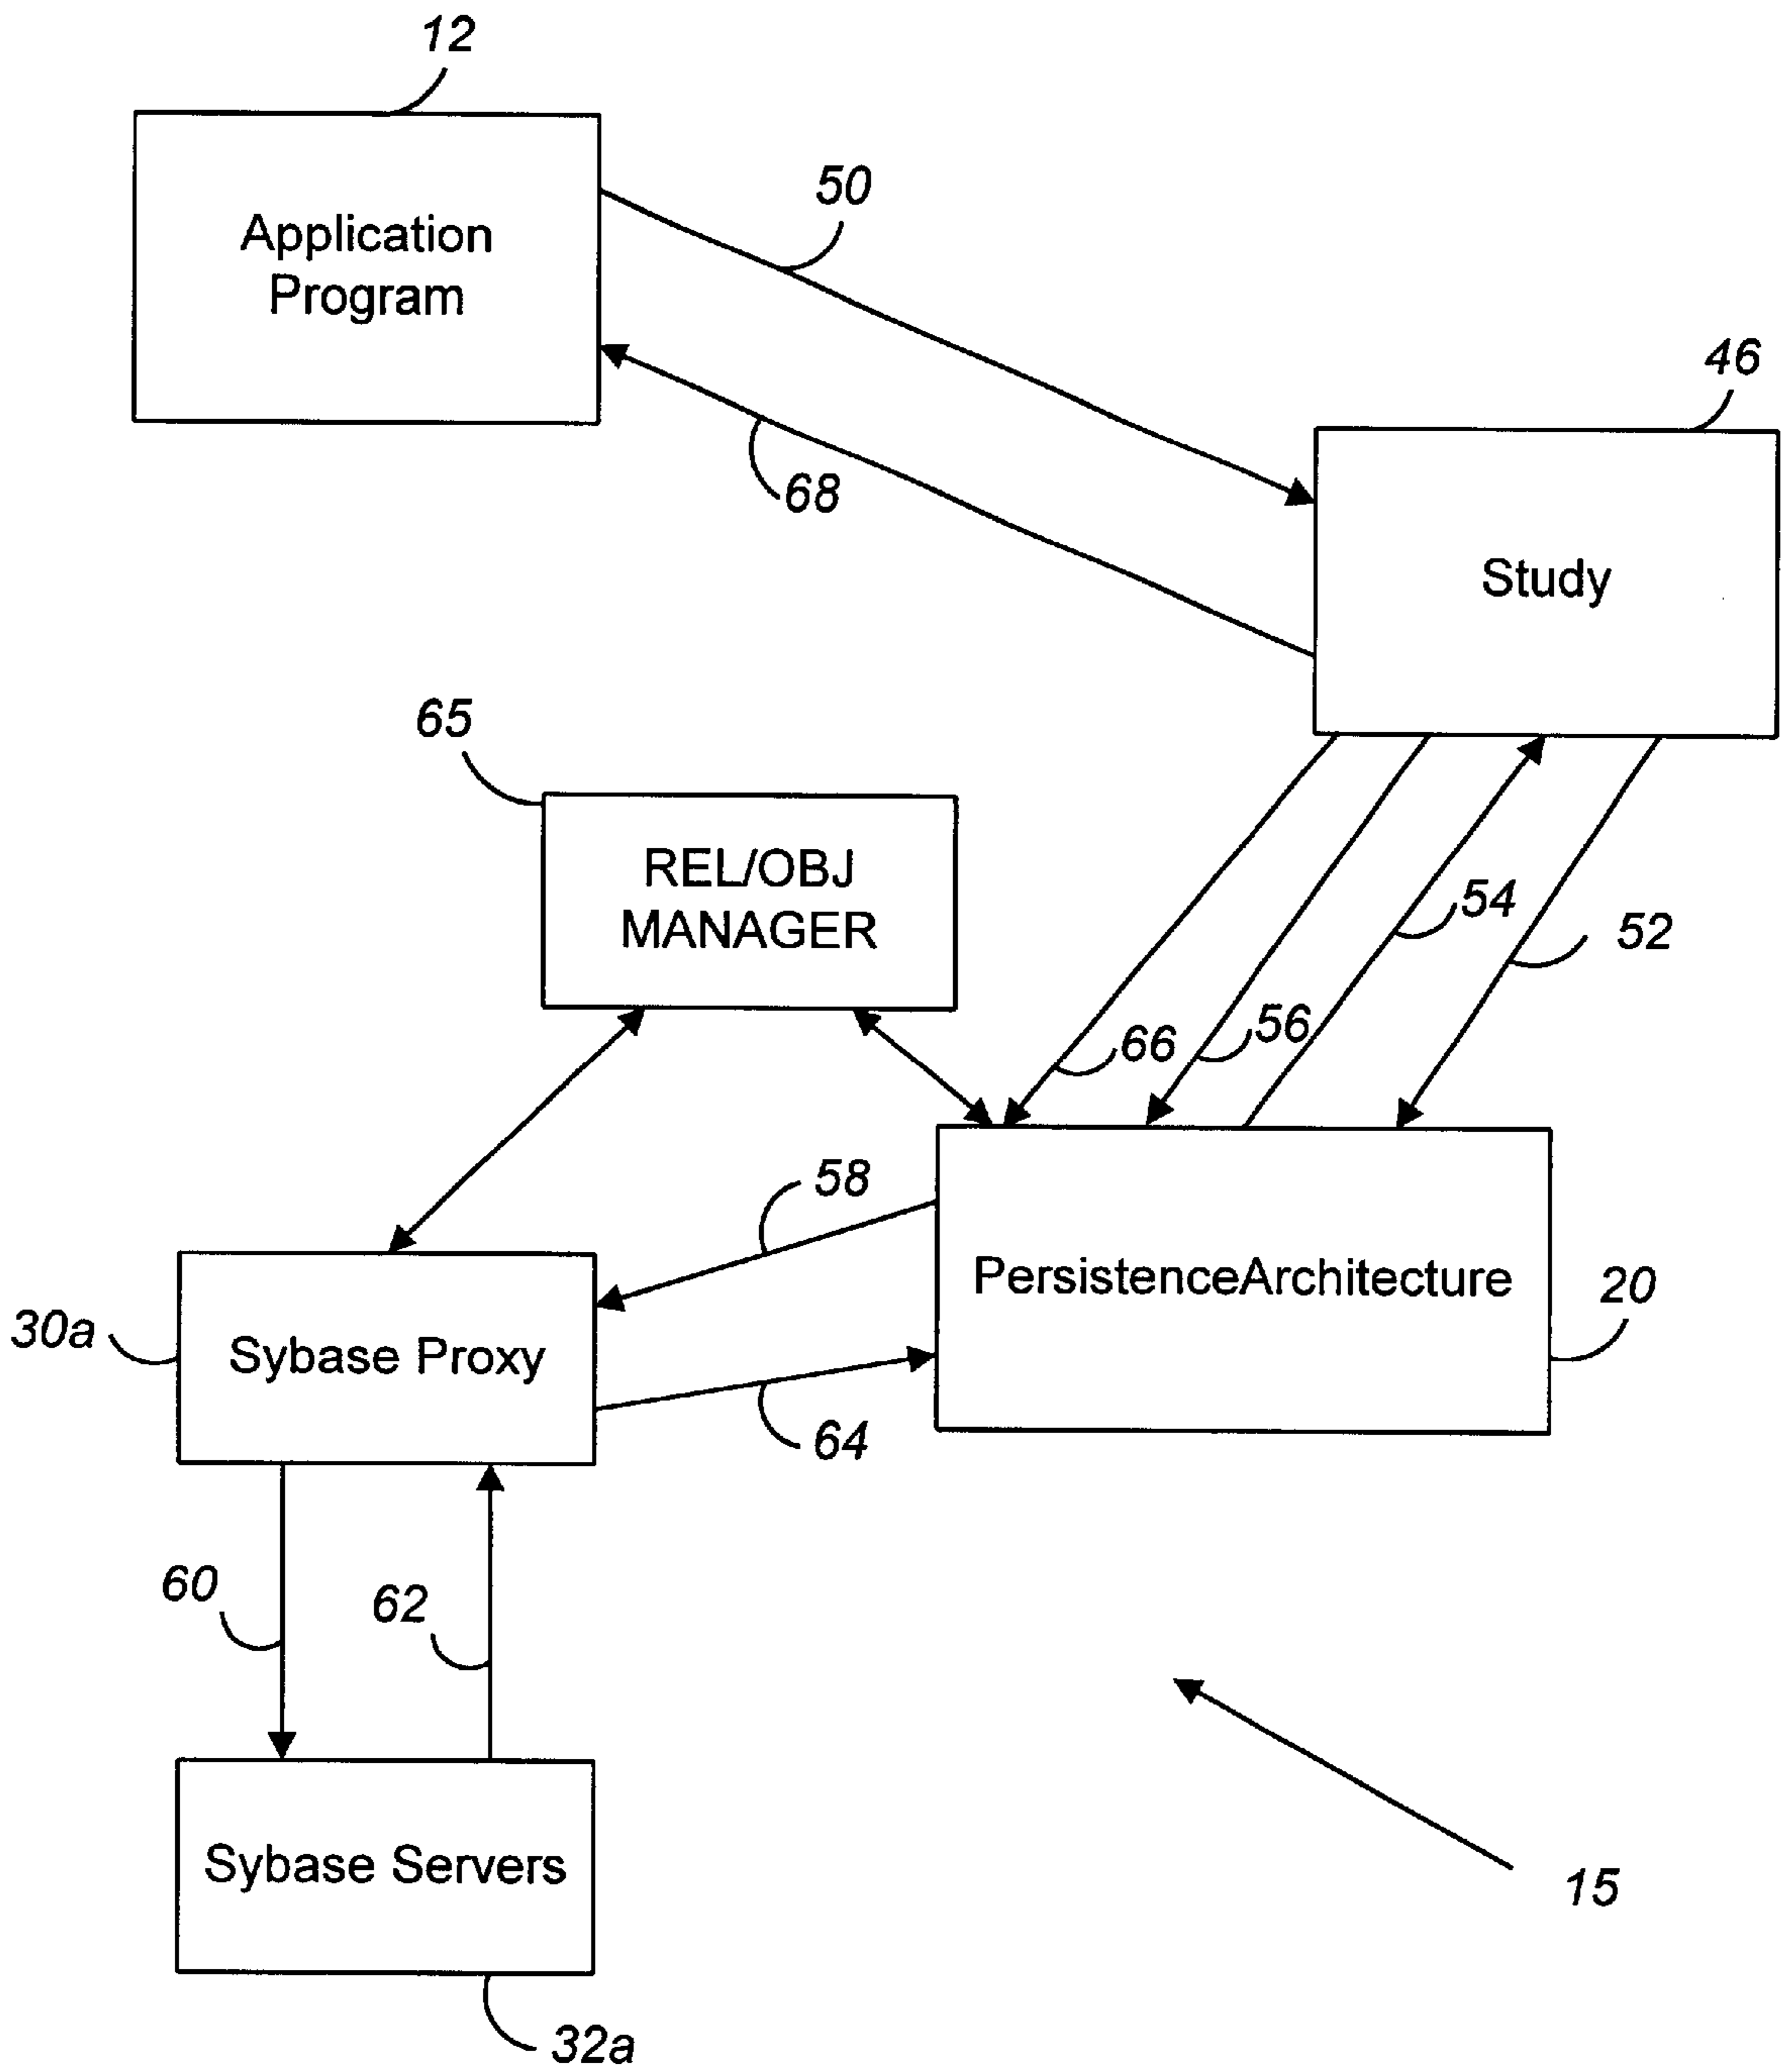 12
Application
Program
50
68
46
Study
65
REL/OBJ
MANAGER
54
52
66
56
58
PersistenceArchitecture
20
30a
Sybase Proxy
64
60
62
Sybase Servers
15
32a